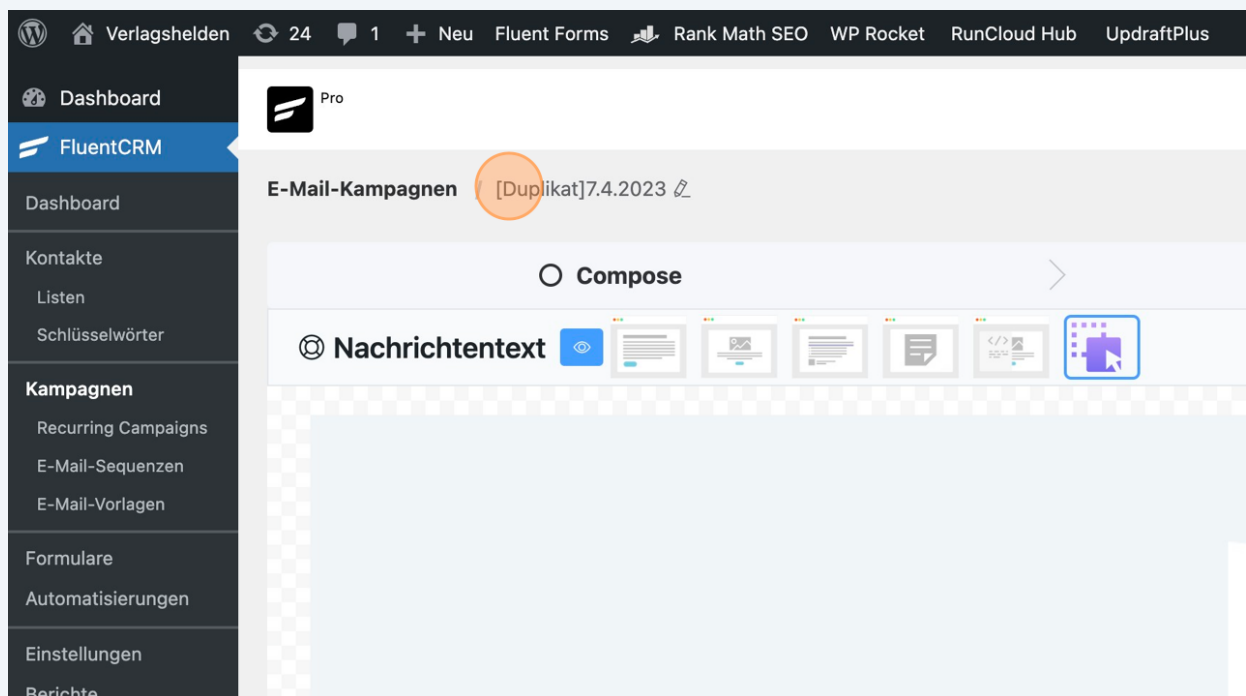 Verlagshelden 24 1 Neu Fluent Forms Rank Math SEO WP Rocket RunCloud Hub UpdraftPlus
Dashboard
FluentCRM
Dashboard
Kontakte
Listen
Schlüsselwörter
Kampagnen
Recurring Campaigns
E-Mail-Sequenzen
E-Mail-Vorlagen
Formulare
Automatisierungen
Einstellungen
Berichte
Pro
E-Mail-Kampagnen / [Duplikat]7.4.2023
Compose
Nachrichtentext